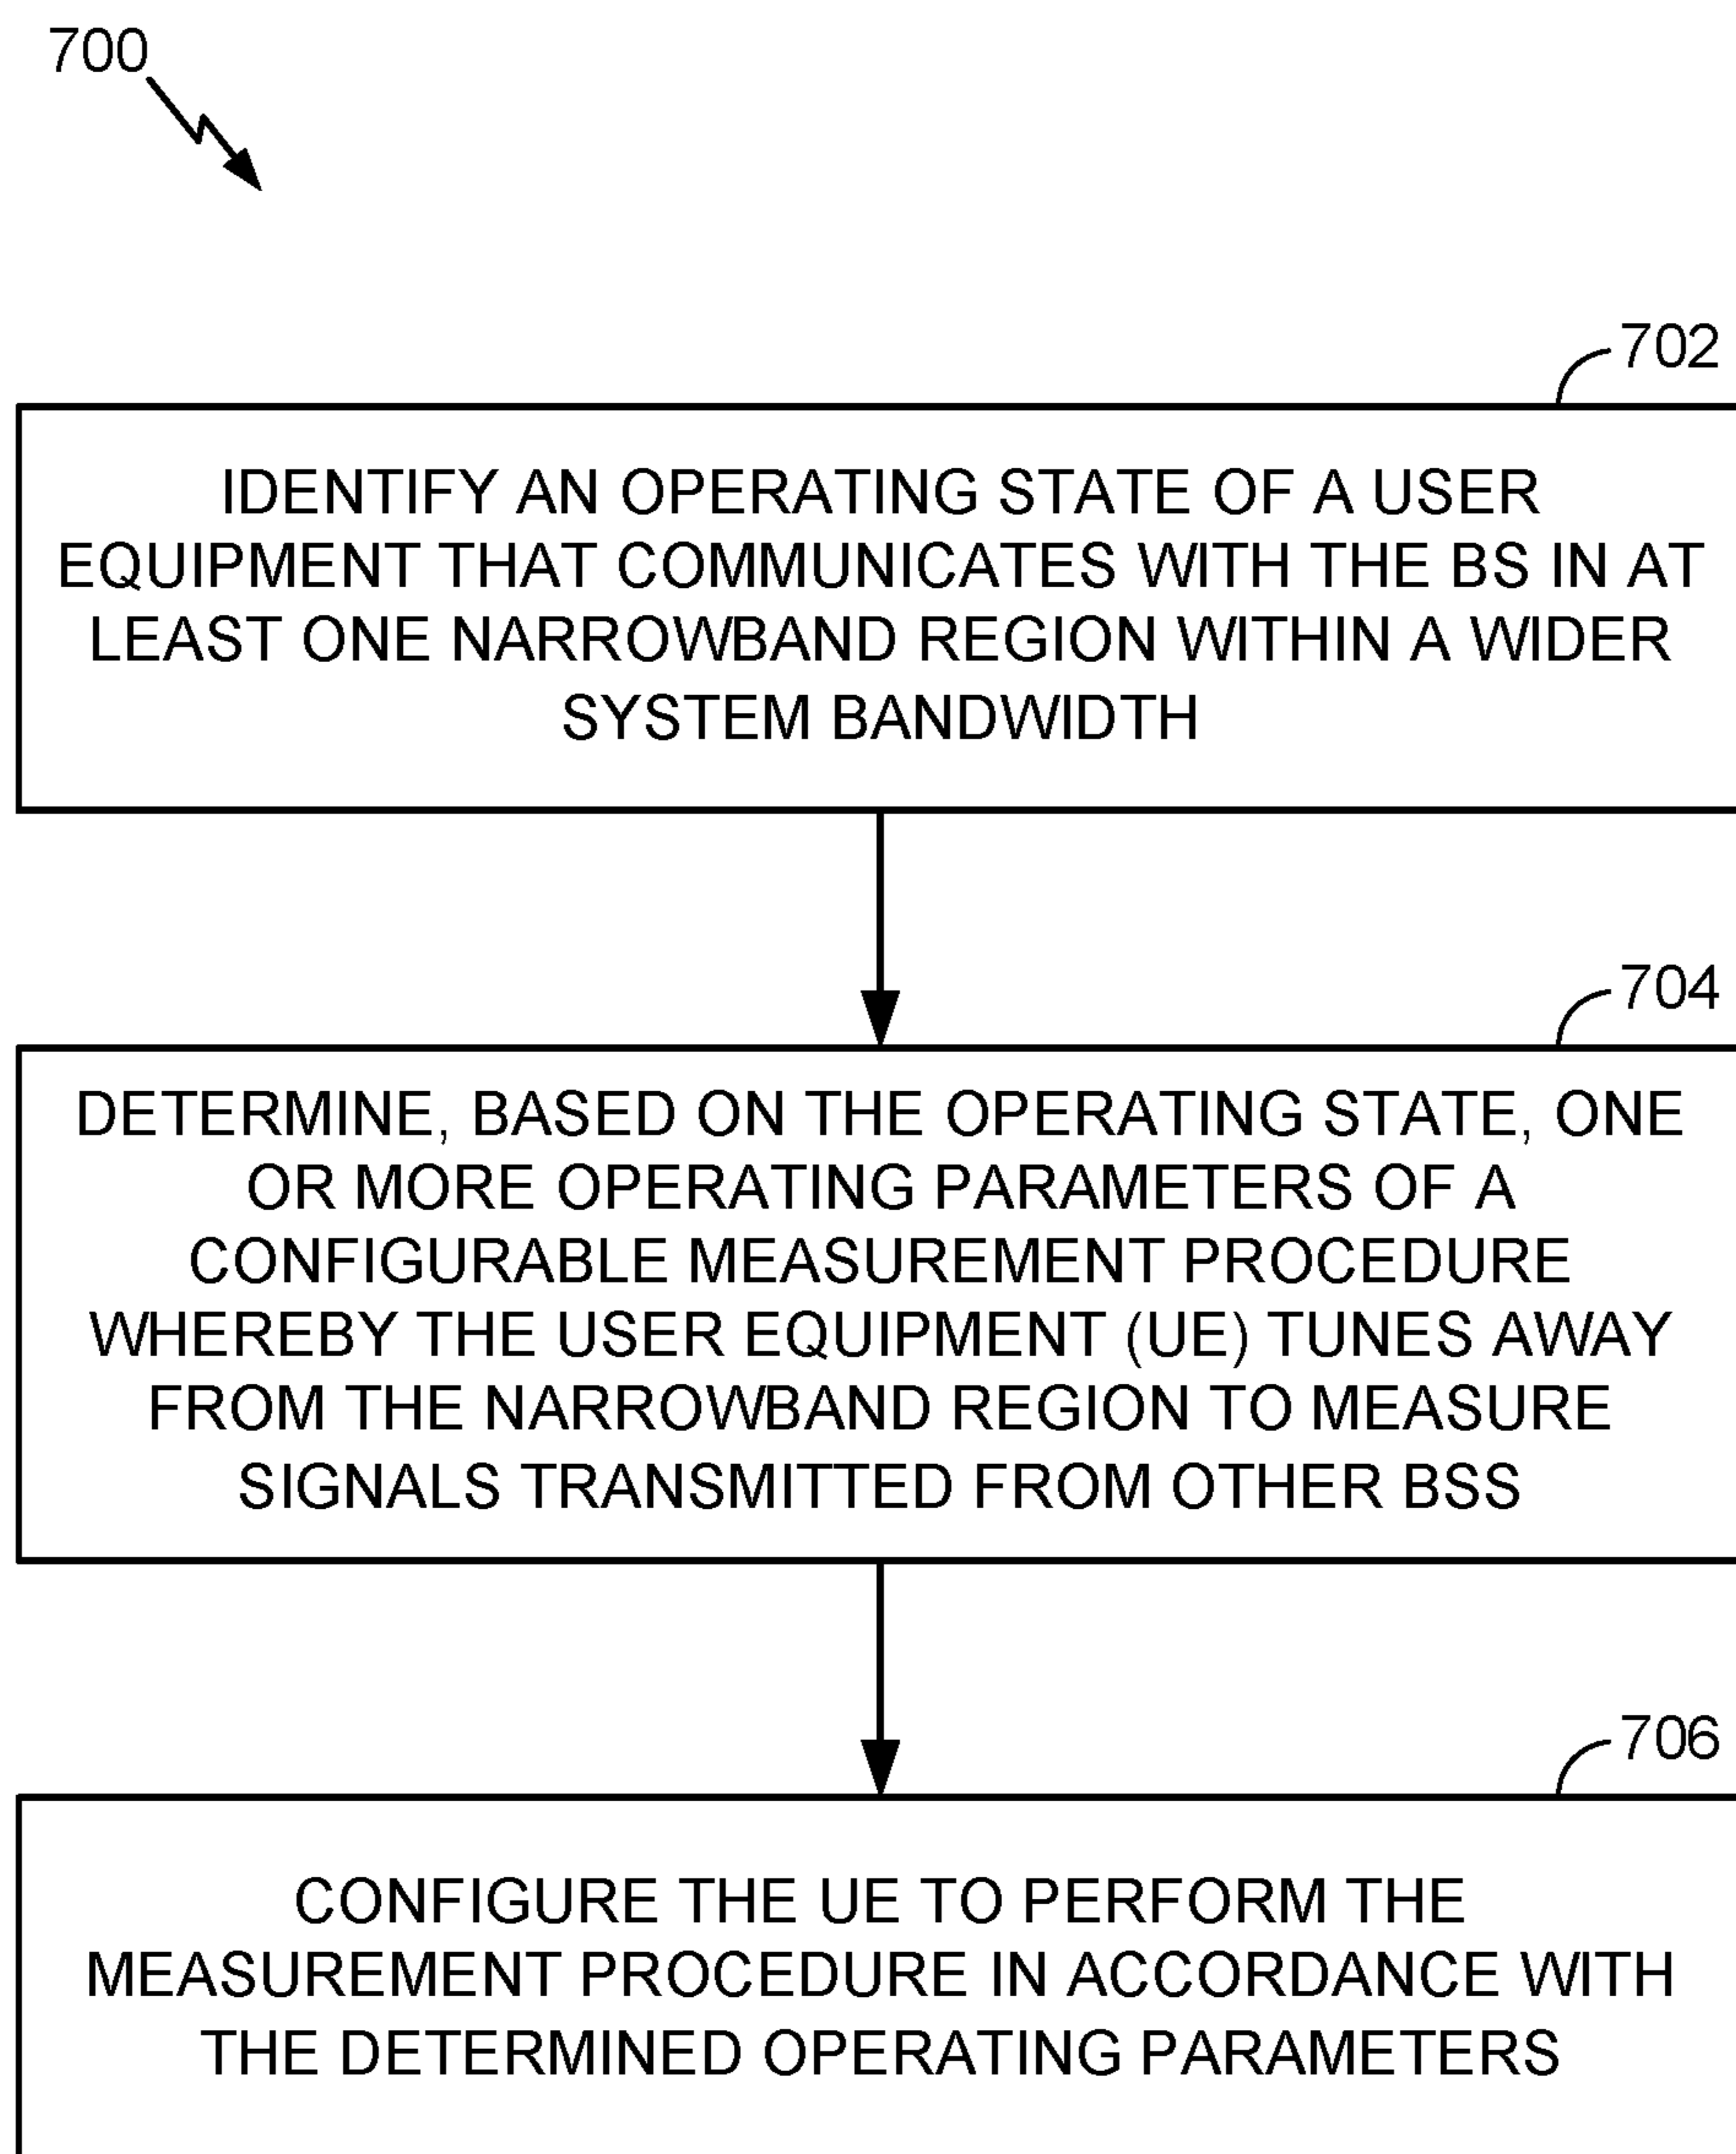 700
702
IDENTIFY AN OPERATING STATE OF A USER
EQUIPMENT THAT COMMUNICATES WITH THE BS IN AT
LEAST ONE NARROWBAND REGION WITHIN A WIDER
SYSTEM BANDWIDTH
704
DETERMINE, BASED ON THE OPERATING STATE, ONE
OR MORE OPERATING PARAMETERS OF A
CONFIGURABLE MEASUREMENT PROCEDURE
WHEREBY THE USER EQUIPMENT (UE) TUNES AWAY
FROM THE NARROWBAND REGION TO MEASURE
SIGNALS TRANSMITTED FROM OTHER BSS
706
CONFIGURE THE UE TO PERFORM THE
MEASUREMENT PROCEDURE IN ACCORDANCE WITH
THE DETERMINED OPERATING PARAMETERS